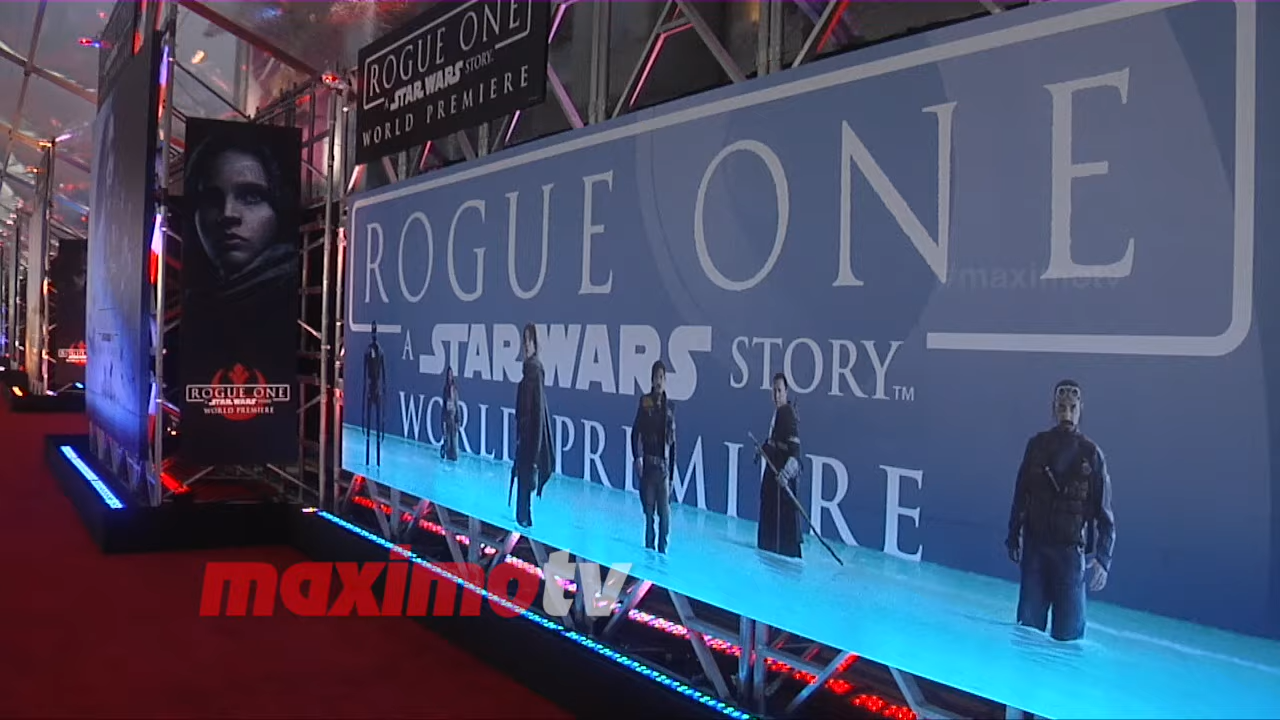 ROGUE ONE
A STAR WARS STORY
WORLD PREMIERE
ROGUE ONE
A STAR WARS STORY™
WORLD PREMIERE
#maximotv
ROGUE ONE
A STAR WARS STORY
WORLD PREMIERE
maximotv